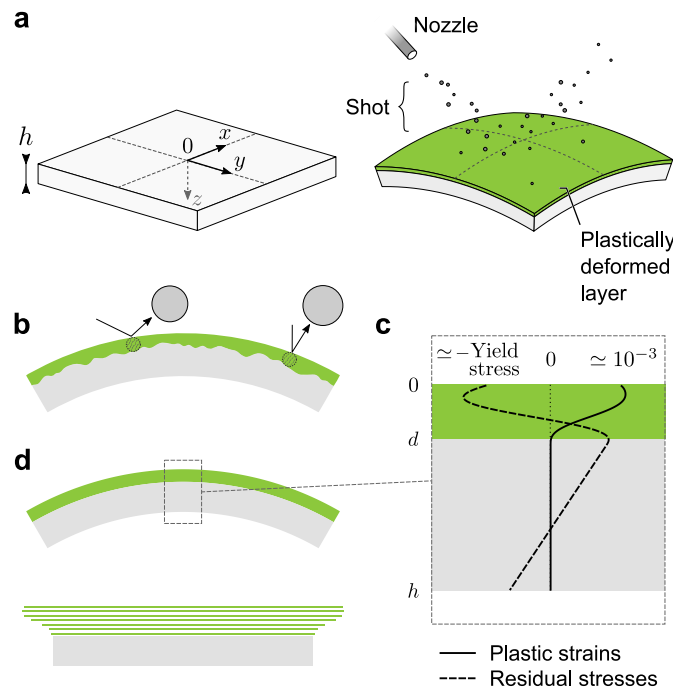 a
Nozzle
Shot
h
0
x
y
z
Plastically
deformed
layer
b
c
≃ −Yield
stress
0
≃ 10⁻³
0
d
h
d
Plastic strains
Residual stresses